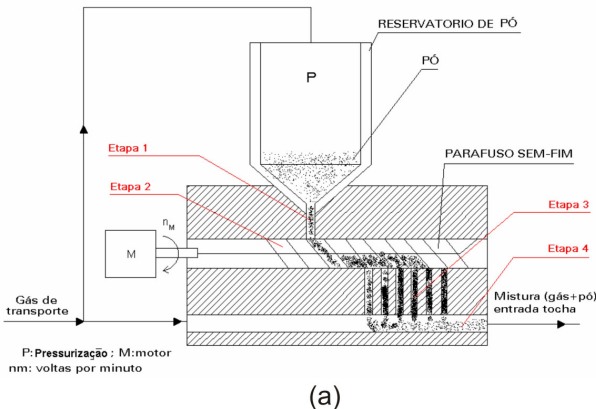 RESERVATORIO DE PÓ
PÓ
P
Etapa 1
PARAFUSO SEM-FIM
Etapa 2
Etapa 3
Etapa 4
nM
M
Gás de
transporte
Mistura (gás+pó)
entrada tocha
P:Pressurização ; M:motor
nm: voltas por minuto
(a)